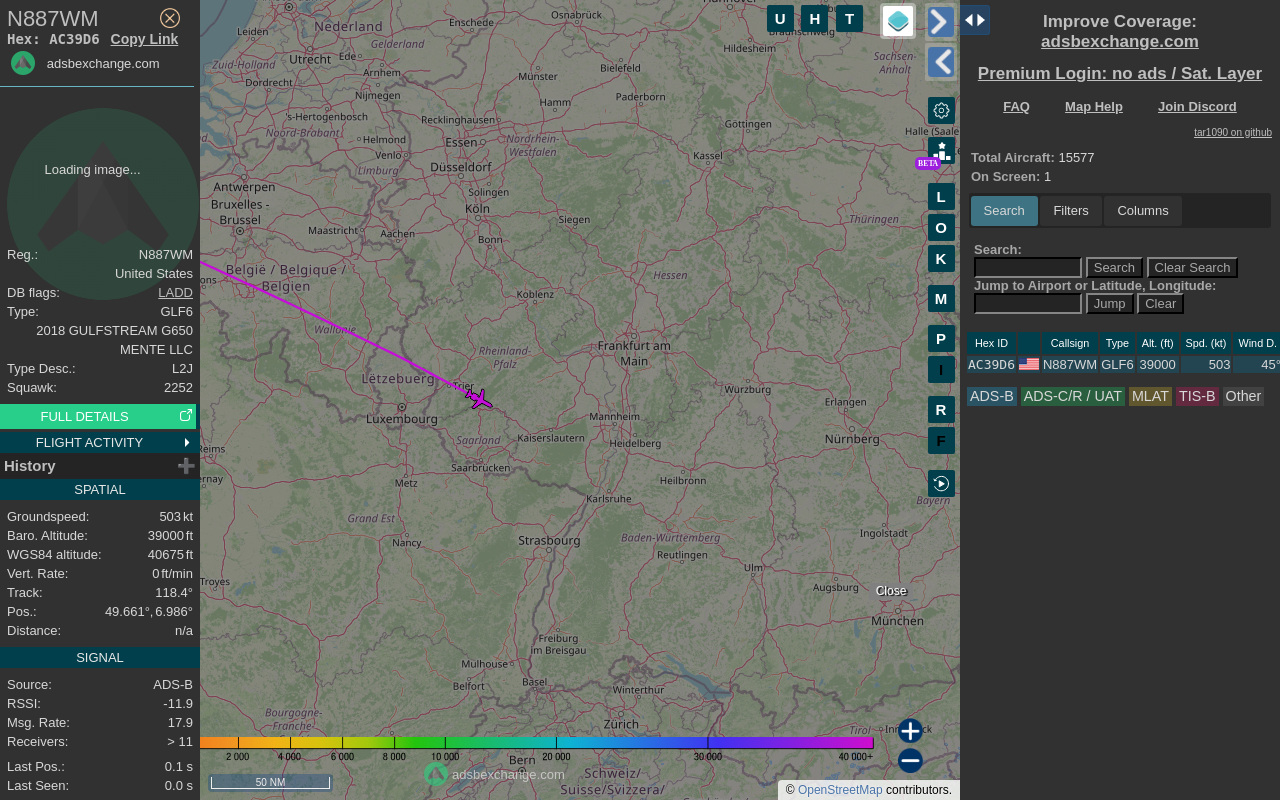 N887WM
Hex: AC39D6 Copy Link
adsbexchange.com
Loading image...
Reg.: N887WM
United States
DB flags: LADD
Type: GLF6
2018 GULFSTREAM G650
MENTE LLC
Type Desc.: L2J
Squawk: 2252
FULL DETAILS
FLIGHT ACTIVITY
History
SPATIAL
Groundspeed: 503 kt
Baro. Altitude: 39000 ft
WGS84 altitude: 40675 ft
Vert. Rate: 0 ft/min
Track: 118.4°
Pos.: 49.661°, 6.986°
Distance: n/a
SIGNAL
Source: ADS-B
RSSI: -11.9
Msg. Rate: 17.9
Receivers: > 11
Last Pos.: 0.1 s
Last Seen: 0.0 s
Leiden
Nederland
Enschede
Osnabrück
Gelderland
Utrecht
Ede
Zuid-Holland
Arnhem
Dordrecht
Nijmegen
Münster
Bielefeld
Hildesheim
Sachsen-
Anhalt
's-Hertogenbosch
Hamm
Paderborn
Noord-Brabant
Recklinghausen
Göttingen
Helmond
Essen
Nordrhein-
Westfalen
Halle (Saale
Venlo
Limburg
Düsseldorf
Kassel
Antwerpen
Solingen
Bruxelles -
Brussel
Köln
Siegen
Thüringen
Maastricht
Aachen
Bonn
België / Belgique /
Belgien
Hessen
Koblenz
Wallonie
Frankfurt am
Main
Rheinland-
Pfalz
Lëtzebuerg
Trier
Würzburg
Erlangen
Luxembourg
Mannheim
Saarland
Kaiserslautern
Heidelberg
Nürnberg
Reims
Saarbrücken
Metz
Heilbronn
Karlsruhe
Bayern
Grand Est
Nancy
Strasbourg
Baden-Württemberg
Ingolstadt
Reutlingen
Troyes
Ulm
Augsburg
Close
München
Freiburg
im Breisgau
Mulhouse
Belfort
Basel
Winterthur
Bourgogne-
Franche-
Zürich
Tirol
2 000 4 000 6 000 8 000 10 000 20 000 30 000 40 000+
Bern
adsbexchange.com
Schweiz/
Suisse/Svizzera/
50 NM
© OpenStreetMap contributors.
U H T
BETA
L
O
K
M
P
I
R
F
Improve Coverage:
adsbexchange.com
Premium Login: no ads / Sat. Layer
FAQ Map Help Join Discord
tar1090 on github
Total Aircraft: 15577
On Screen: 1
Search Filters Columns
Search:
Search Clear Search
Jump to Airport or Latitude, Longitude:
Jump Clear
Hex ID Callsign Type Alt. (ft) Spd. (kt) Wind D.
AC39D6 N887WM GLF6 39000 503 45°
ADS-B ADS-C/R / UAT MLAT TIS-B Other